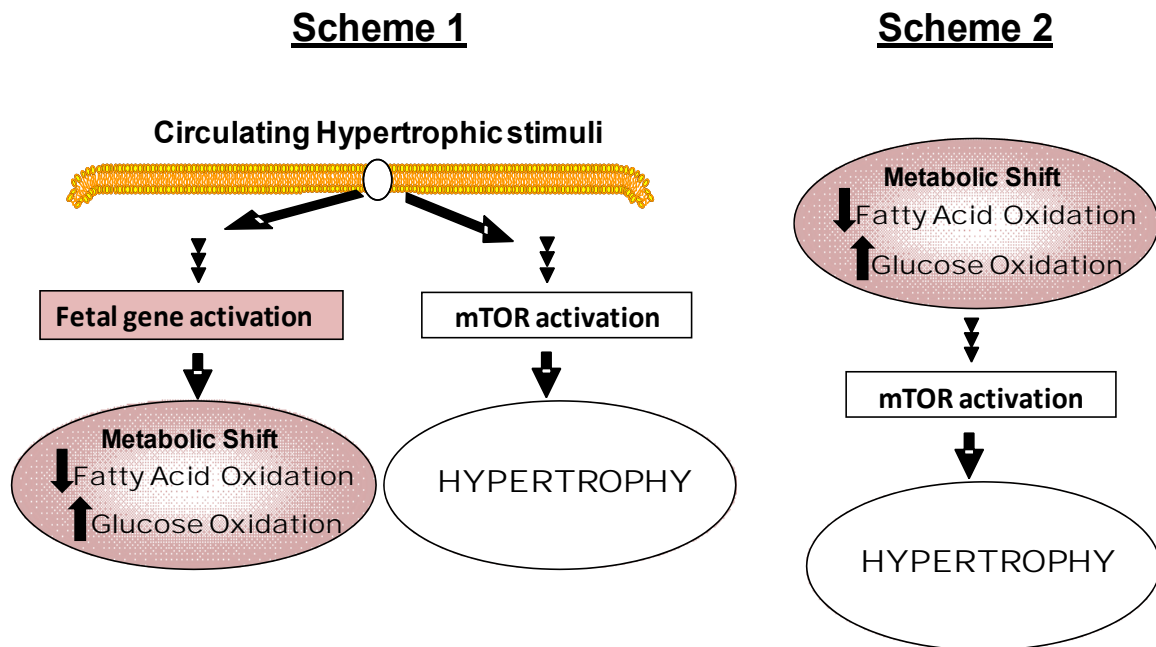 Scheme 1
Circulating Hypertrophic stimuli
Fetal gene activation
mTOR activation
Metabolic Shift
Fatty Acid Oxidation
Glucose Oxidation
HYPERTROPHY
Scheme 2
Metabolic Shift
Fatty Acid Oxidation
Glucose Oxidation
mTOR activation
HYPERTROPHY